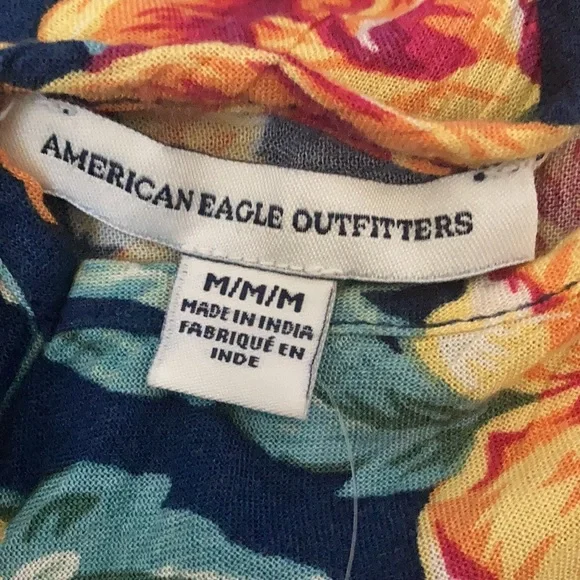 AMERICAN EAGLE OUTFITTERS
M/M/M
MADE IN INDIA
FABRIQUÉ EN
INDE